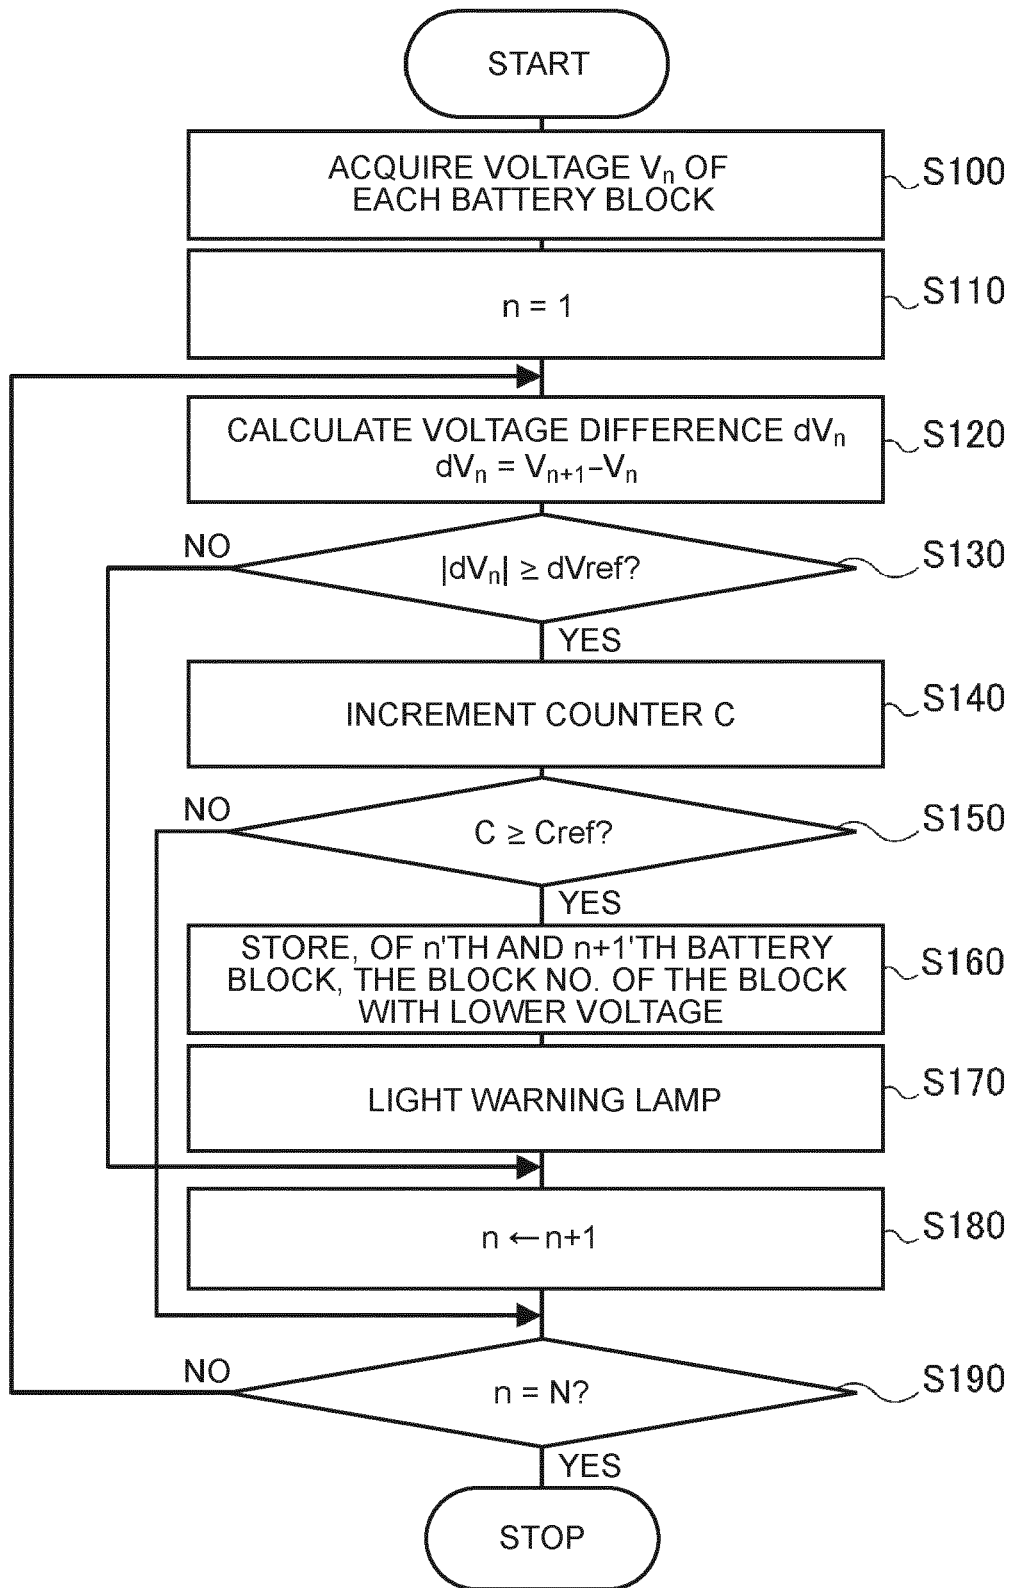 START
ACQUIRE VOLTAGE Vn OF
EACH BATTERY BLOCK
S100
n = 1
S110
CALCULATE VOLTAGE DIFFERENCE dVn
dVn = Vn+1–Vn
S120
NO
|dVn| ≥ dVref?
S130
YES
INCREMENT COUNTER C
S140
NO
C ≥ Cref?
S150
YES
STORE, OF n'TH AND n+1'TH BATTERY
BLOCK, THE BLOCK NO. OF THE BLOCK
WITH LOWER VOLTAGE
S160
LIGHT WARNING LAMP
S170
n ← n+1
S180
NO
n = N?
S190
YES
STOP